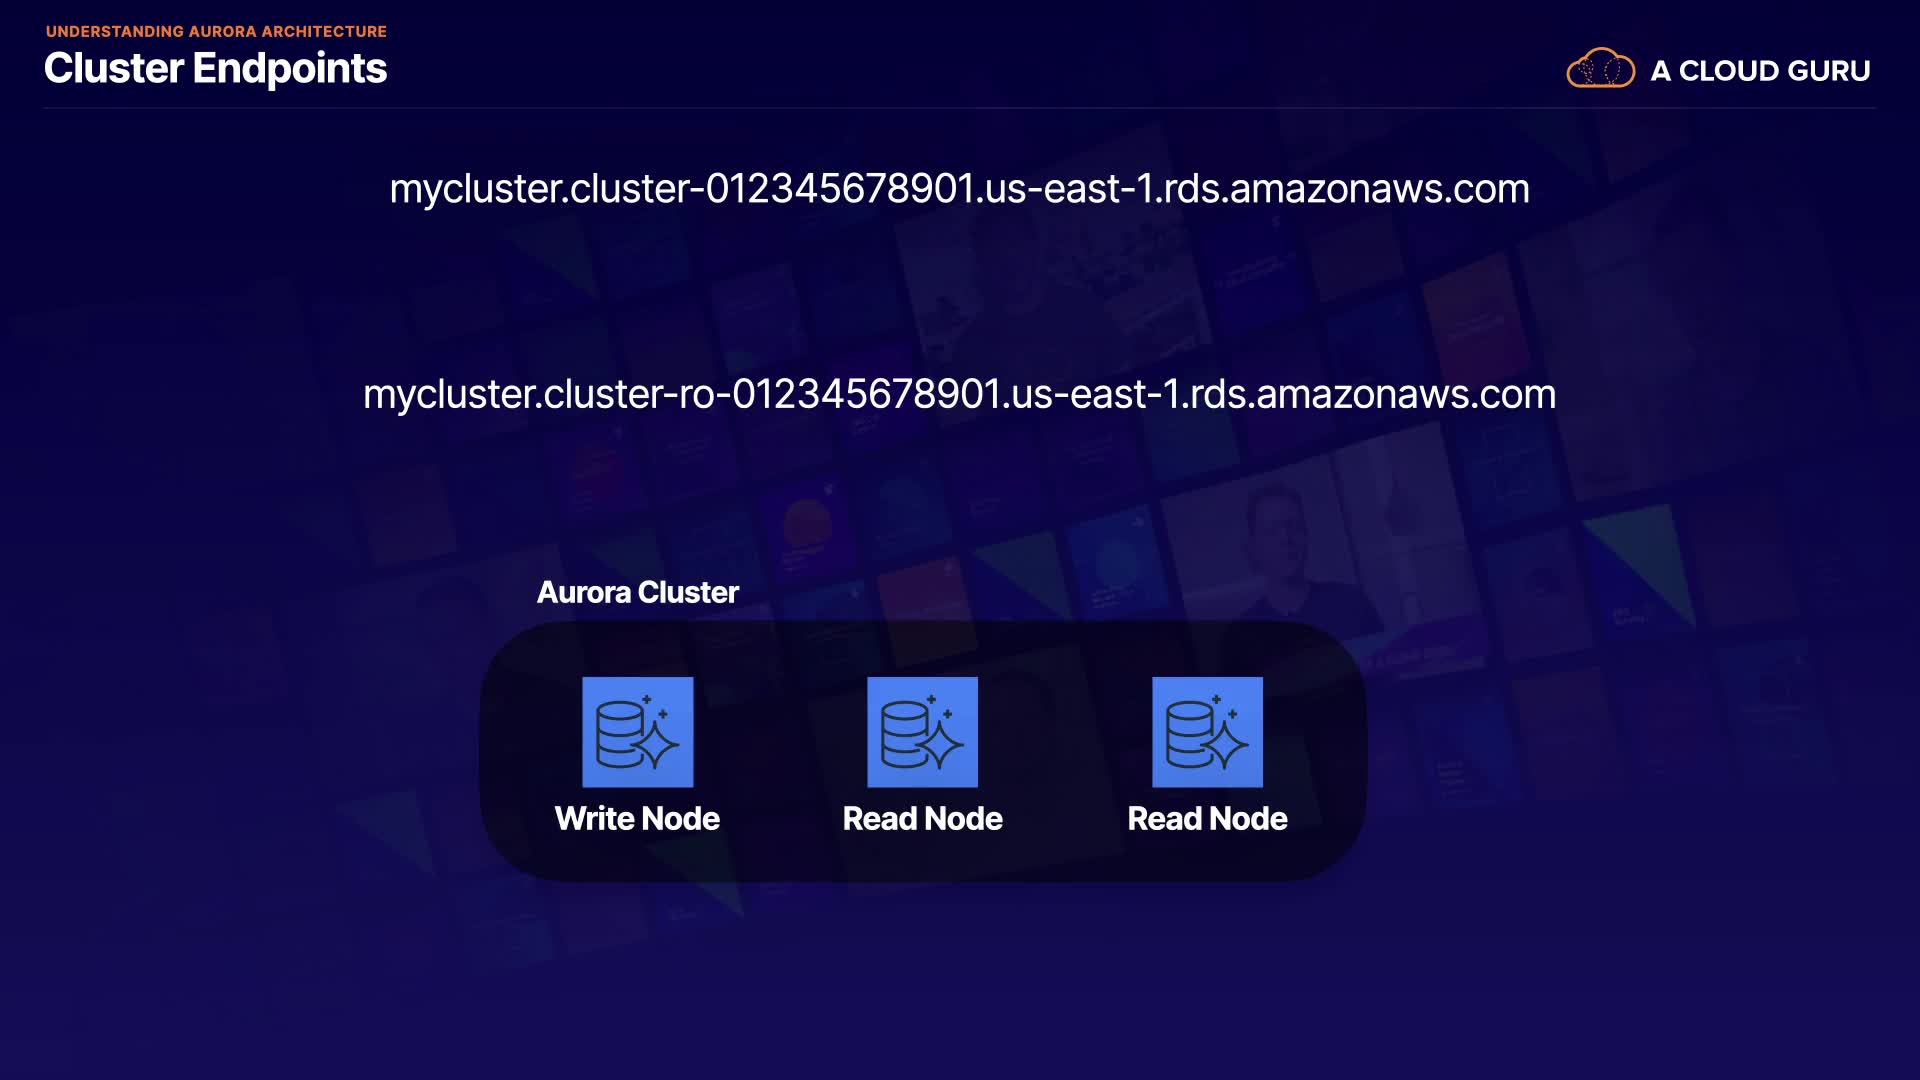 UNDERSTANDING AURORA ARCHITECTURE
Cluster Endpoints
A CLOUD GURU
mycluster.cluster-012345678901.us-east-1.rds.amazonaws.com
mycluster.cluster-ro-012345678901.us-east-1.rds.amazonaws.com
Aurora Cluster
Write Node
Read Node
Read Node